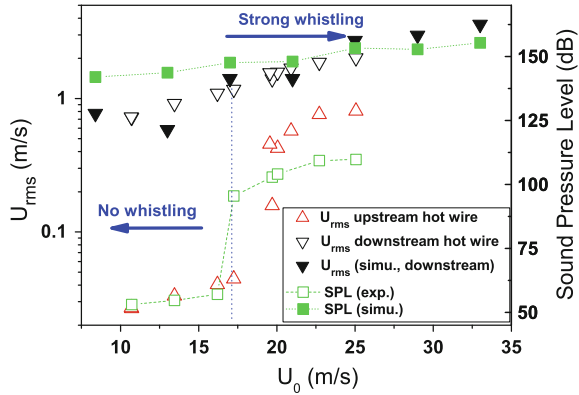 Strong whistling
No whistling
1
0.1
U_rms (m/s)
150
125
100
75
50
Sound Pressure Level (dB)
U_rms upstream hot wire
U_rms downstream hot wire
U_rms (simu., downstream)
SPL (exp.)
SPL (simu.)
10 15 20 25 30 35
U_0 (m/s)